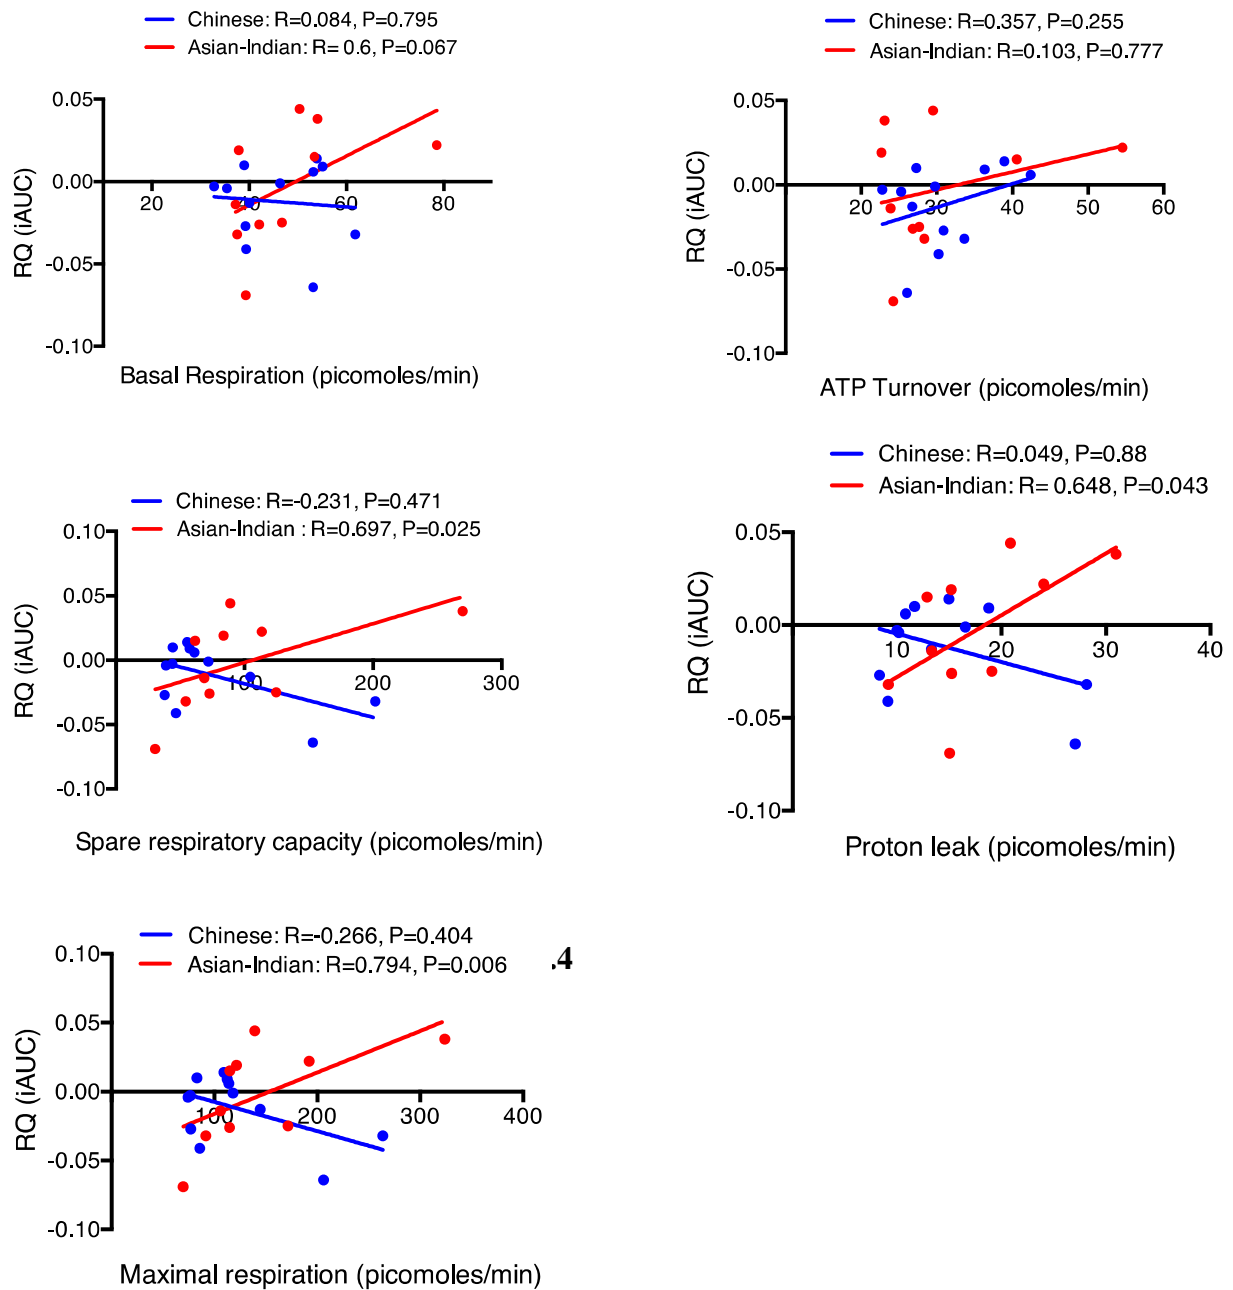 Chinese: R=0.084, P=0.795
Asian-Indian: R= 0.6, P=0.067
0.05
0.00
-0.05
-0.10
20
40
60
80
RQ (iAUC)
Basal Respiration (picomoles/min)
Chinese: R=0.357, P=0.255
Asian-Indian: R=0.103, P=0.777
0.05
0.00
-0.05
-0.10
20
30
40
50
60
RQ (iAUC)
ATP Turnover (picomoles/min)
Chinese: R=-0.231, P=0.471
Asian-Indian : R=0.697, P=0.025
0.10
0.05
0.00
-0.05
-0.10
100
200
300
RQ (iAUC)
Spare respiratory capacity (picomoles/min)
Chinese: R=0.049, P=0.88
Asian-Indian: R= 0.648, P=0.043
0.05
0.00
-0.05
-0.10
10
20
30
40
RQ (iAUC)
Proton leak (picomoles/min)
Chinese: R=-0.266, P=0.404
Asian-Indian: R=0.794, P=0.006
.4
0.10
0.05
0.00
-0.05
-0.10
100
200
300
400
RQ (iAUC)
Maximal respiration (picomoles/min)